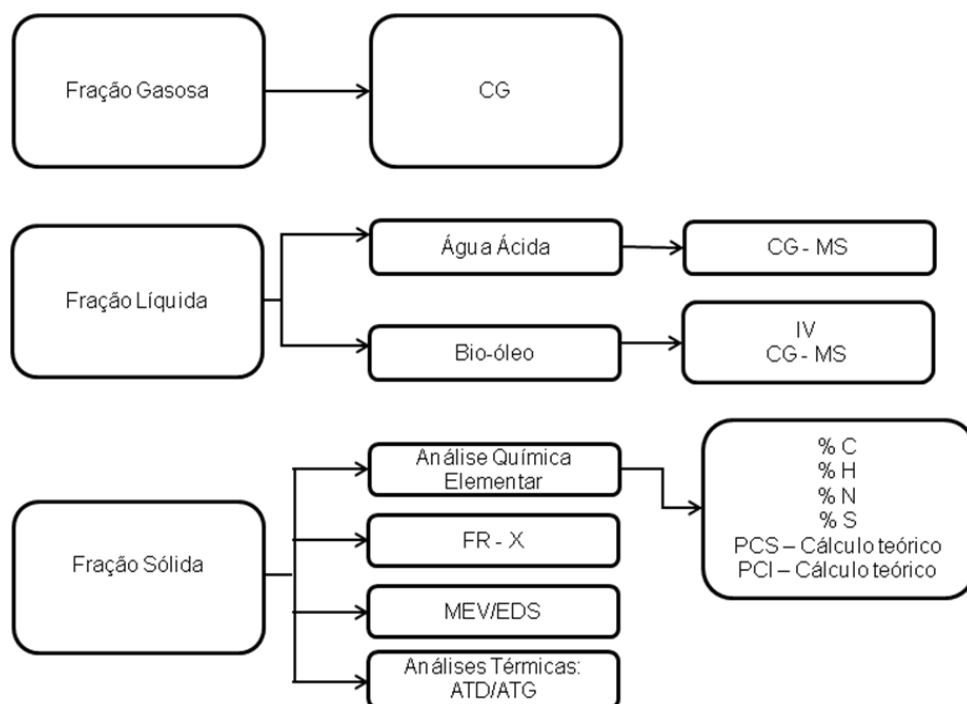 Fração Gasosa
CG
Fração Líquida
Água Ácida
CG - MS
Bio-óleo
IV
CG - MS
Fração Sólida
Análise Química
Elementar
% C
% H
% N
% S
PCS – Cálculo teórico
PCI – Cálculo teórico
FR - X
MEV/EDS
Análises Térmicas:
ATD/ATG